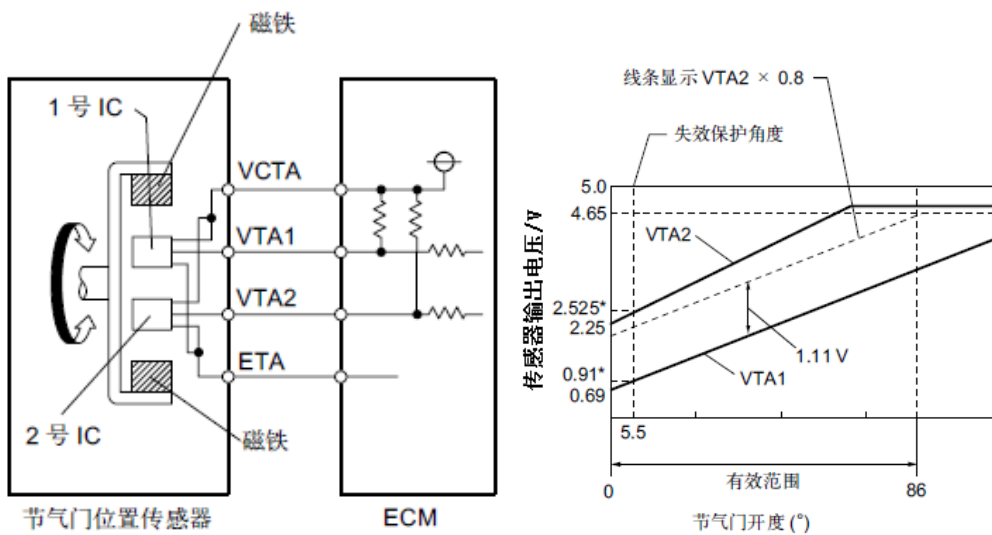 磁铁
1 号 IC
VCTA
VTA1
VTA2
ETA
2 号 IC
磁铁
节气门位置传感器
ECM
线条显示 VTA2 × 0.8
失效保护角度
传感器输出电压/V
5.0
4.65
2.525*
2.25
0.91*
0.69
VTA2
1.11 V
VTA1
5.5
有效范围
0
86
节气门开度 (°)